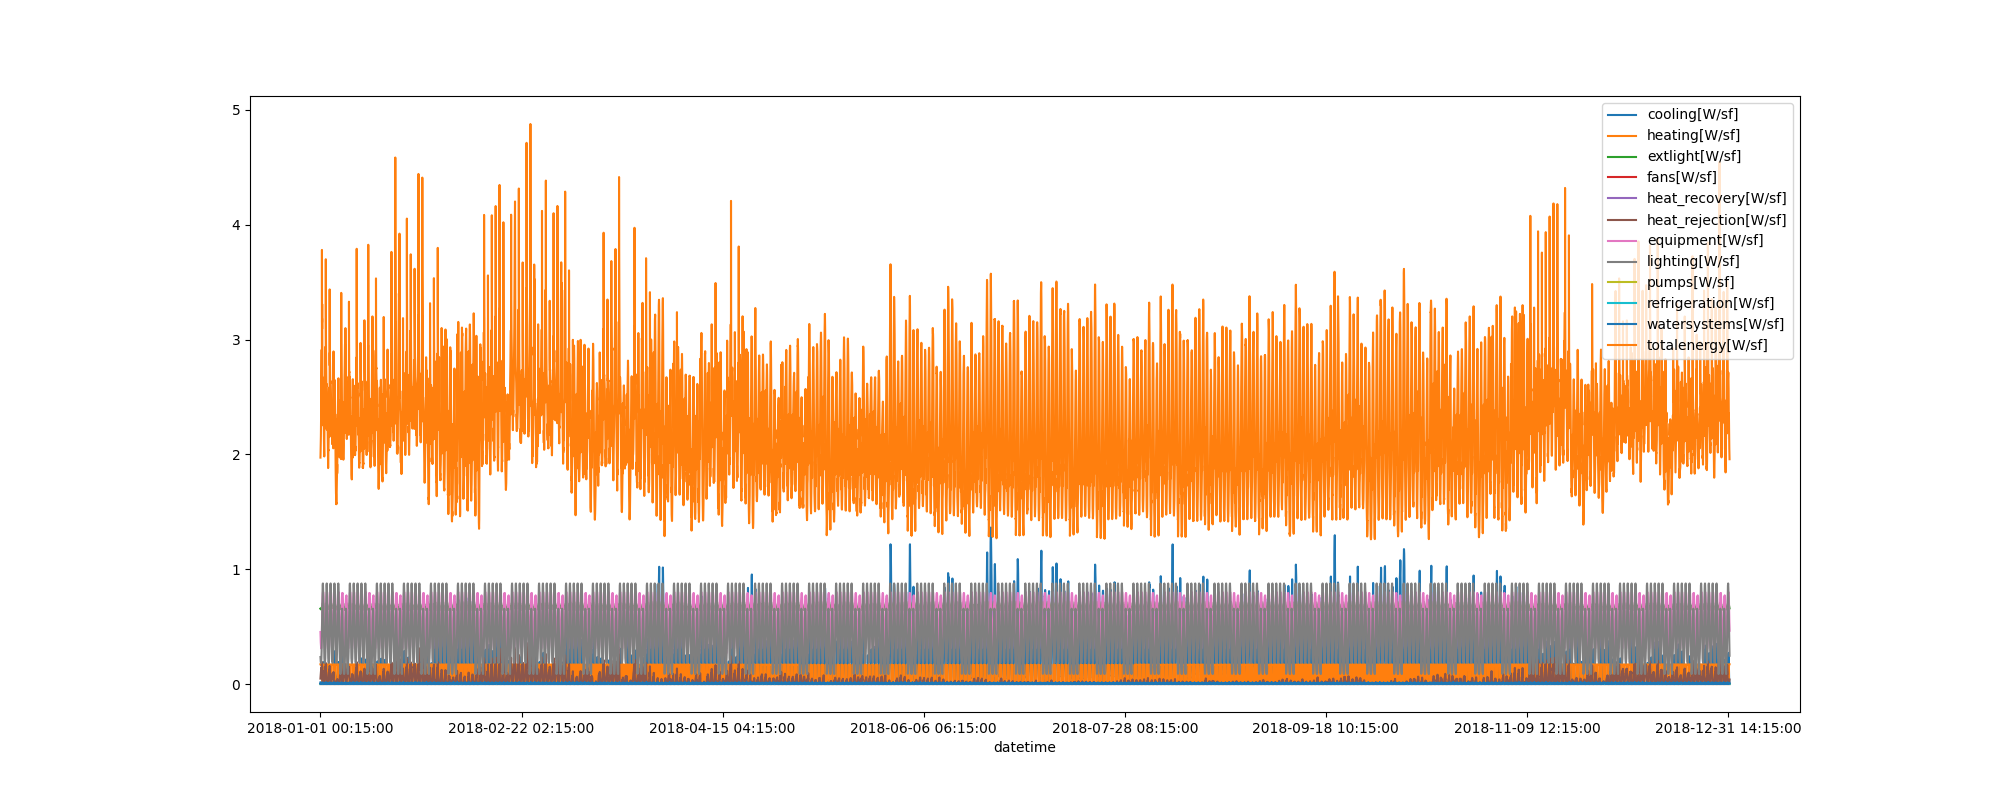 5
4
3
2
1
0
cooling[W/sf]
heating[W/sf]
extlight[W/sf]
fans[W/sf]
heat_recovery[W/sf]
heat_rejection[W/sf]
equipment[W/sf]
lighting[W/sf]
pumps[W/sf]
refrigeration[W/sf]
watersystems[W/sf]
totalenergy[W/sf]
2018-01-01 00:15:00 2018-02-22 02:15:00 2018-04-15 04:15:00 2018-06-06 06:15:00 2018-07-28 08:15:00 2018-09-18 10:15:00 2018-11-09 12:15:00 2018-12-31 14:15:00
datetime